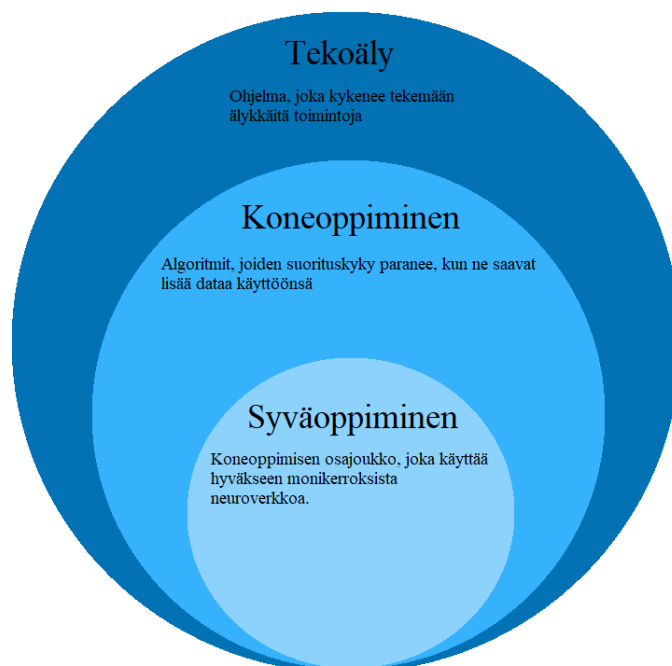 Tekoäly
Ohjelma, joka kykenee tekemään
älykkäitä toimintoja
Koneoppiminen
Algoritmit, joiden suorituskyky paranee, kun ne saavat
lisää dataa käyttöönsä
Syväoppiminen
Koneoppimisen osajoukko, joka käyttää
hyväkseen monikerroksista
neuroverkkoa.